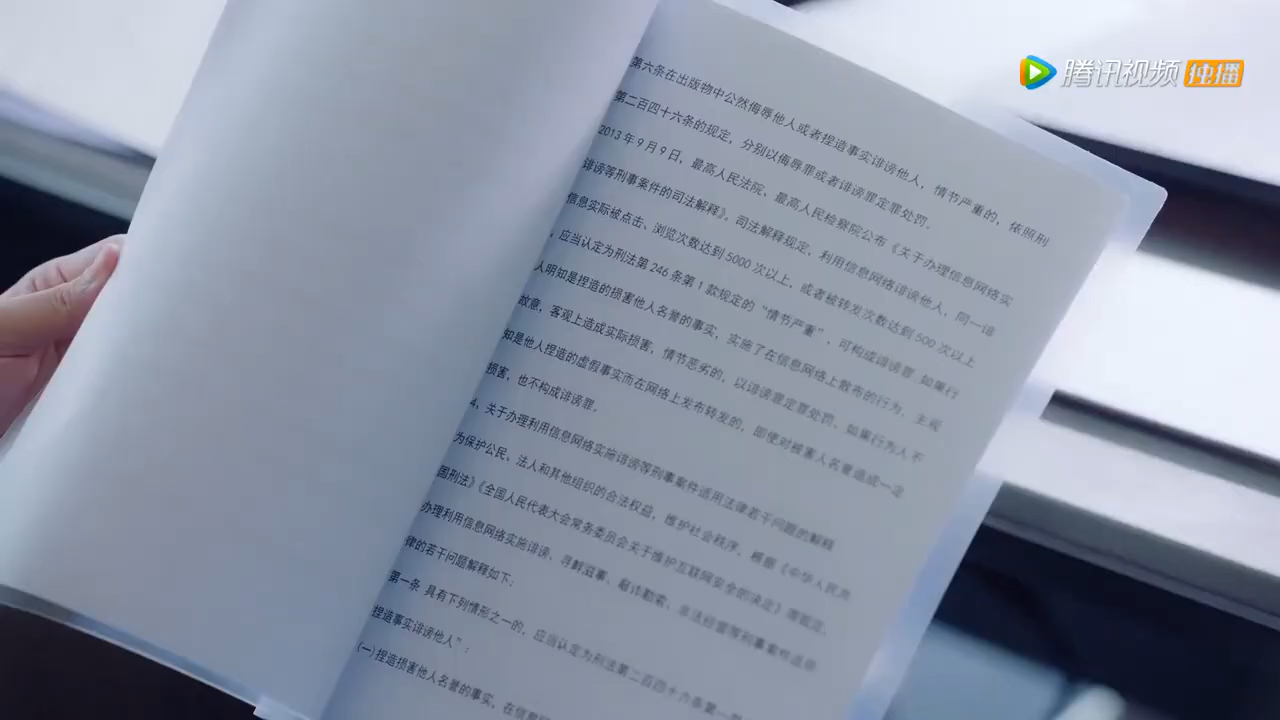 腾讯视频 独播
第六条在出版物中公然侮辱他人或者捏造事实诽谤他人，情节严重的，依照刑
第二百四十六条的规定，分别以侮辱罪或者诽谤罪定罪处罚。
2013年9月9日，最高人民法院、最高人民检察院公布《关于办理信息网络实
诽谤等刑事案件的司法解释》。司法解释规定，利用信息网络诽谤他人，同一诽
信息实际被点击、浏览次数达到5000次以上，或者被转发次数达到500次以上
，应当认定为刑法第246条第1款规定的“情节严重”，可构成诽谤罪.如果行
人明知是捏造的损害他人名誉的事实，实施了在信息网络上散布的行为，主观
故意，客观上造成实际损害，情节恶劣的，以诽谤罪定罪处罚。如果行为人不
知是他人捏造的虚假事实而在网络上发布转发的，即使对被害人名誉造成一定
损害，也不构成诽谤罪。
4、关于办理利用信息网络实施诽谤等刑事案件适用法律若干问题的解释
为保护公民、法人和其他组织的合法权益，维护社会秩序，根据《中华人民共
国刑法》《全国人民代表大会常务委员会关于维护互联网安全的决定》等规定，
办理利用信息网络实施诽谤、寻衅滋事、敲诈勒索、非法经营等刑事案件适用
律的若干问题解释如下：
第一条 具有下列情形之一的，应当认定为刑法第二百四十六条第一款
捏造事实诽谤他人”：
(一)捏造损害他人名誉的事实，在信息